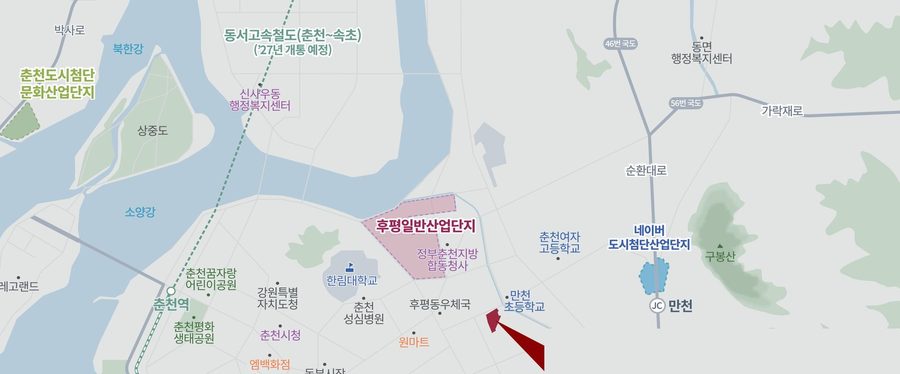 박사로
북한강
동서고속철도(춘천~속초)
('27년 개통 예정)
46번 국도
동면
행정복지센터
춘천도시첨단
문화산업단지
신사우동
행정복지센터
56번 국도
가락재로
상중도
순환대로
소양강
후평일반산업단지
네이버
도시첨단산업단지
춘천여자
고등학교
정부춘천지방
합동청사
구봉산
춘천꿈자랑
어린이공원
한림대학교
레고랜드
강원특별
자치도청
만천
초등학교
춘천역
춘천
성심병원
후평동우체국
JC 만천
춘천평화
생태공원
춘천시청
원마트
엠백화점
동부시장